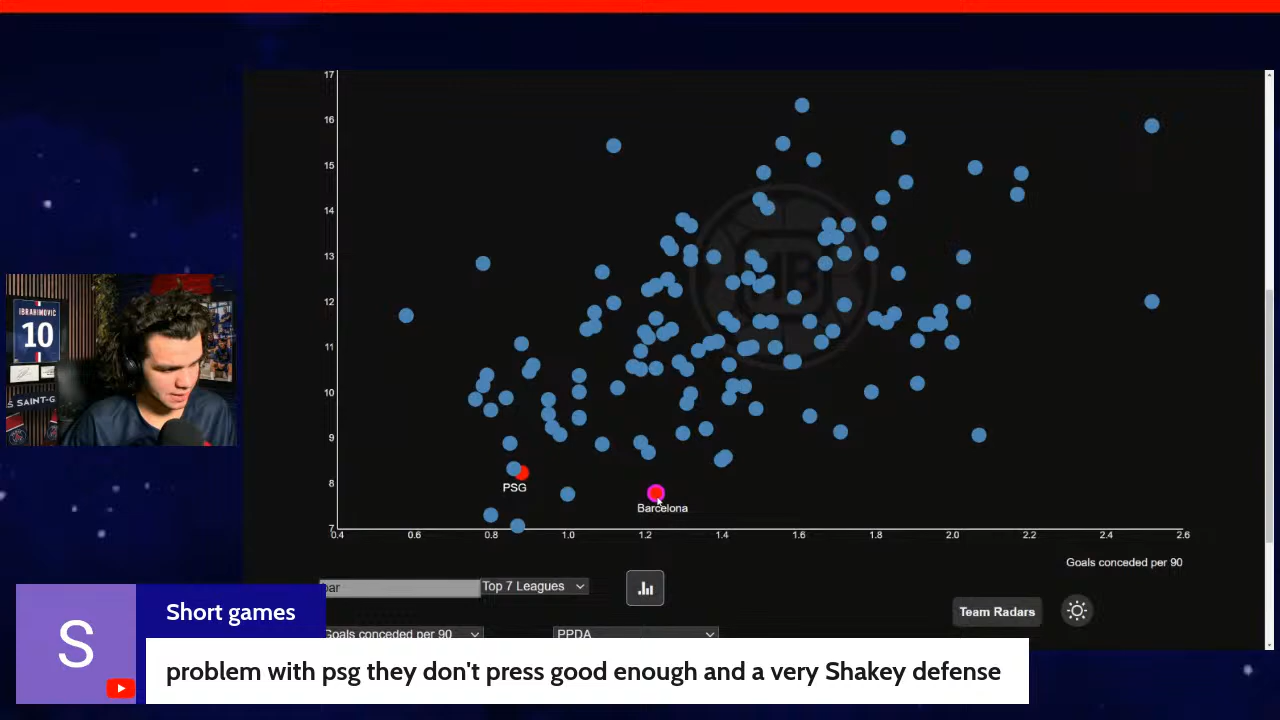 17
16
15
14
13
12
11
10
9
8
7
PSG
Barcelona
0.4 0.6 0.8 1.0 1.2 1.4 1.6 1.8 2.0 2.2 2.4 2.6
Goals conceded per 90
bar
Top 7 Leagues
Team Radars
Goals conceded per 90
PPDA
IBRAHIMOVIC
10
S SAINT-G
S
Short games
problem with psg they don't press good enough and a very Shakey defense